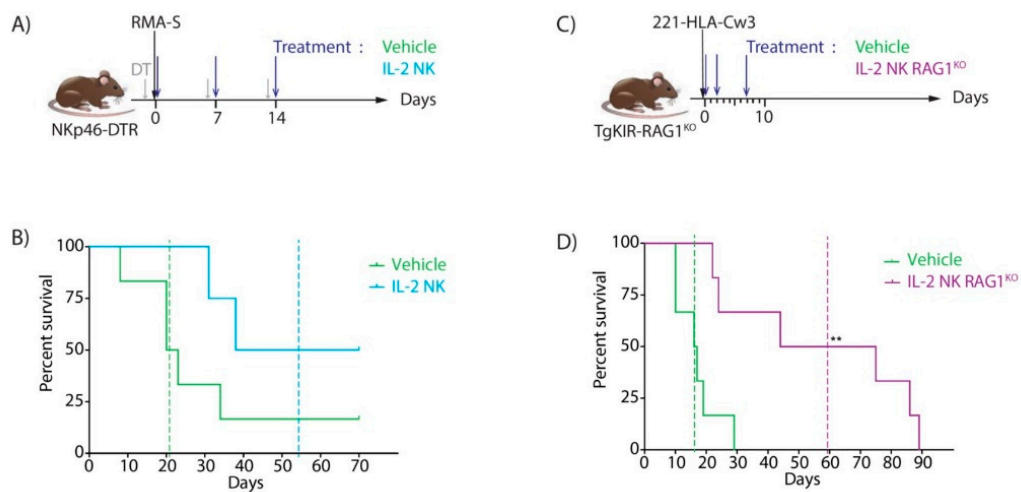 A)
RMA-S
Treatment : Vehicle
IL-2 NK
DT
Days
0 7 14
NKp46-DTR
C)
221-HLA-Cw3
Treatment : Vehicle
IL-2 NK RAG1KO
Days
0 10
TgKIR-RAG1KO
B)
Percent survival
100
75
50
25
0
Vehicle
IL-2 NK
0 10 20 30 40 50 60 70
Days
D)
Percent survival
100
75
50
25
0
Vehicle
IL-2 NK RAG1KO
**
0 10 20 30 40 50 60 70 80 90
Days